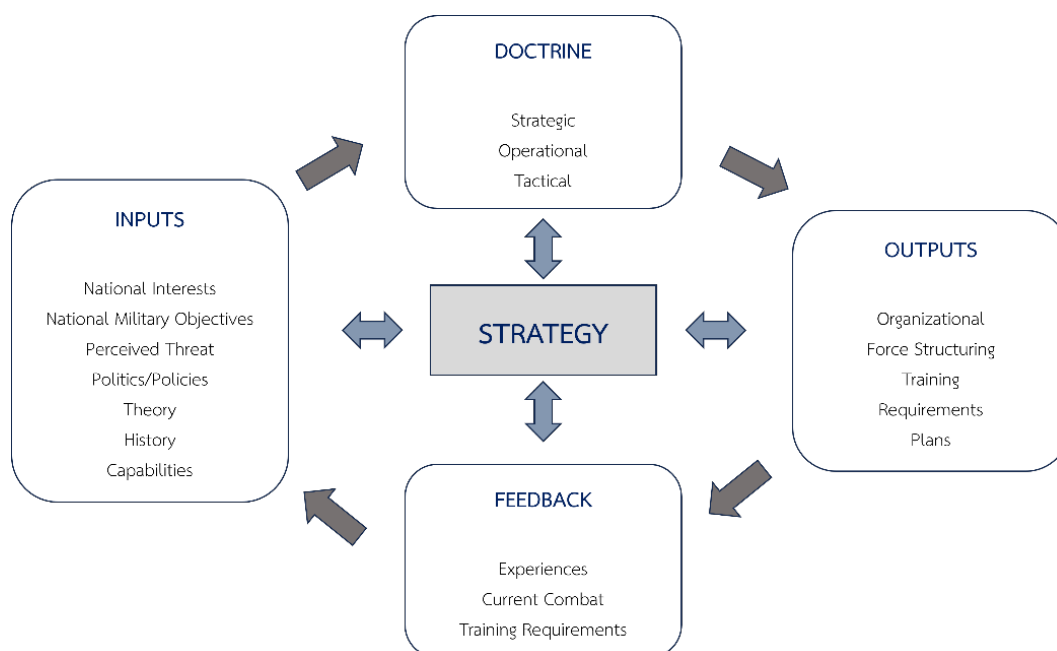 DOCTRINE
Strategic
Operational
Tactical
INPUTS
National Interests
National Military Objectives
Perceived Threat
Politics/Policies
Theory
History
Capabilities
STRATEGY
OUTPUTS
Organizational
Force Structuring
Training
Requirements
Plans
FEEDBACK
Experiences
Current Combat
Training Requirements